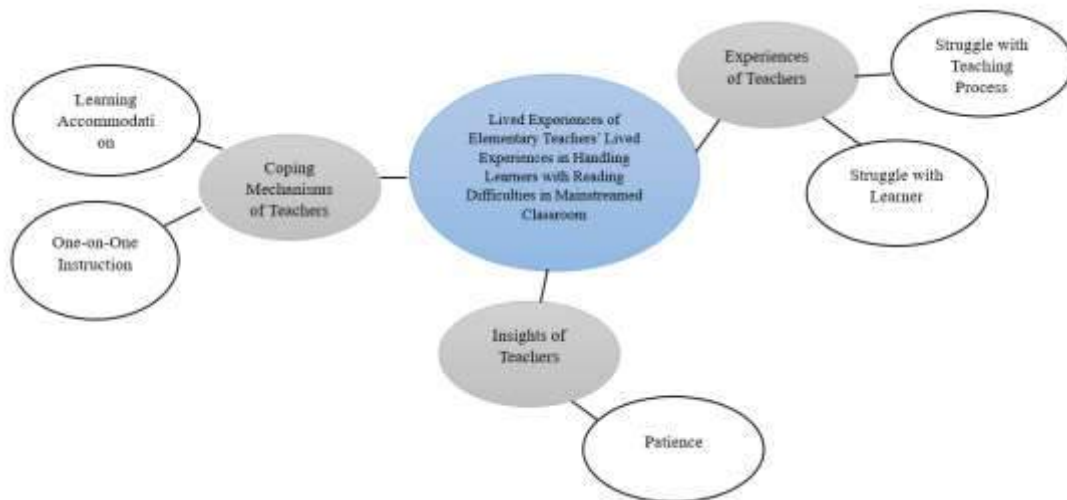 Struggle with
Teaching
Process
Experiences
of Teachers
Learning
Accommodati
on
Lived Experiences of
Elementary Teachers' Lived
Experiences in Handling
Learners with Reading
Difficulties in Mainstreamed
Classroom
Coping
Mechanisms
of Teachers
Struggle with
Learner
One-on-One
Instruction
Insights of
Teachers
Patience